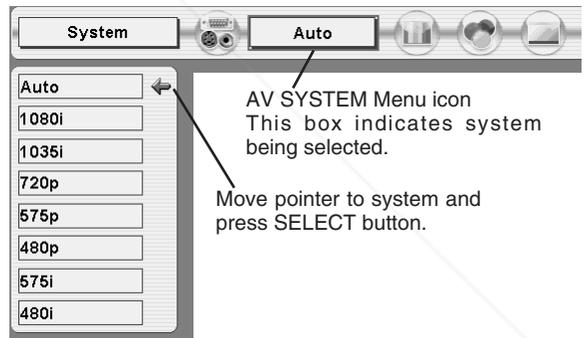 System
Auto
Auto
1080i
1035i
720p
575p
480p
575i
480i
AV SYSTEM Menu icon
This box indicates system
being selected.
Move pointer to system and
press SELECT button.